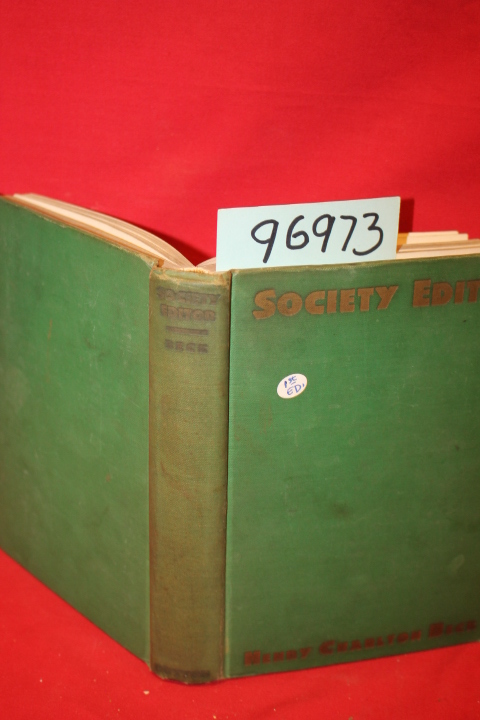 96973
SOCIETY EDIT
1st
ED.
SOCIETY
EDITOR
BECK
HENRY CHARLTON BECK